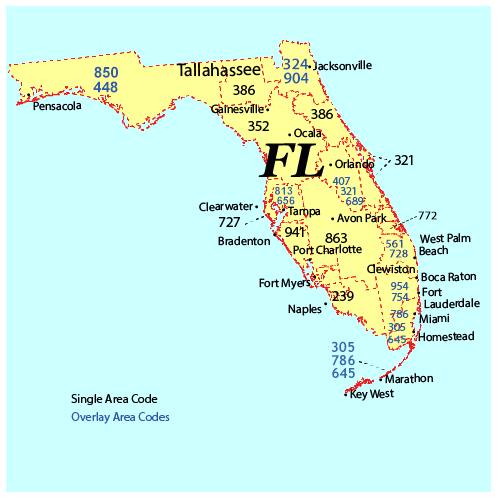 324
Jacksonville
850
Tallahassee
904
448
386
Pensacola
Gainesville
386
352
Ocala
FL
Orlando
321
407
813
321
656
689
Clearwater
Tampa
727
Avon Park
772
941
863
Bradenton
561
West Palm
728
Beach
Port Charlotte
Clewiston
Boca Raton
Fort Myers
954
Fort
239
754
Lauderdale
Naples
786
Miami
305
645
Homestead
305
786
645
Marathon
Key West
Single Area Code
Overlay Area Codes